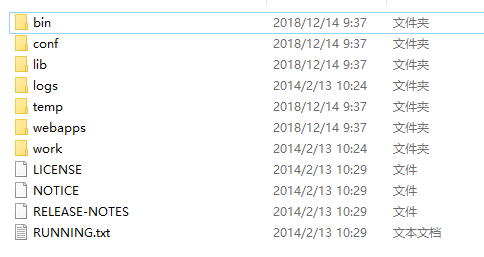 bin 2018/12/14 9:37 文件夹
conf 2018/12/14 9:37 文件夹
lib 2018/12/14 9:37 文件夹
logs 2014/2/13 10:24 文件夹
temp 2018/12/14 9:37 文件夹
webapps 2018/12/14 9:37 文件夹
work 2014/2/13 10:24 文件夹
LICENSE 2014/2/13 10:29 文件
NOTICE 2014/2/13 10:29 文件
RELEASE-NOTES 2014/2/13 10:29 文件
RUNNING.txt 2014/2/13 10:29 文本文档